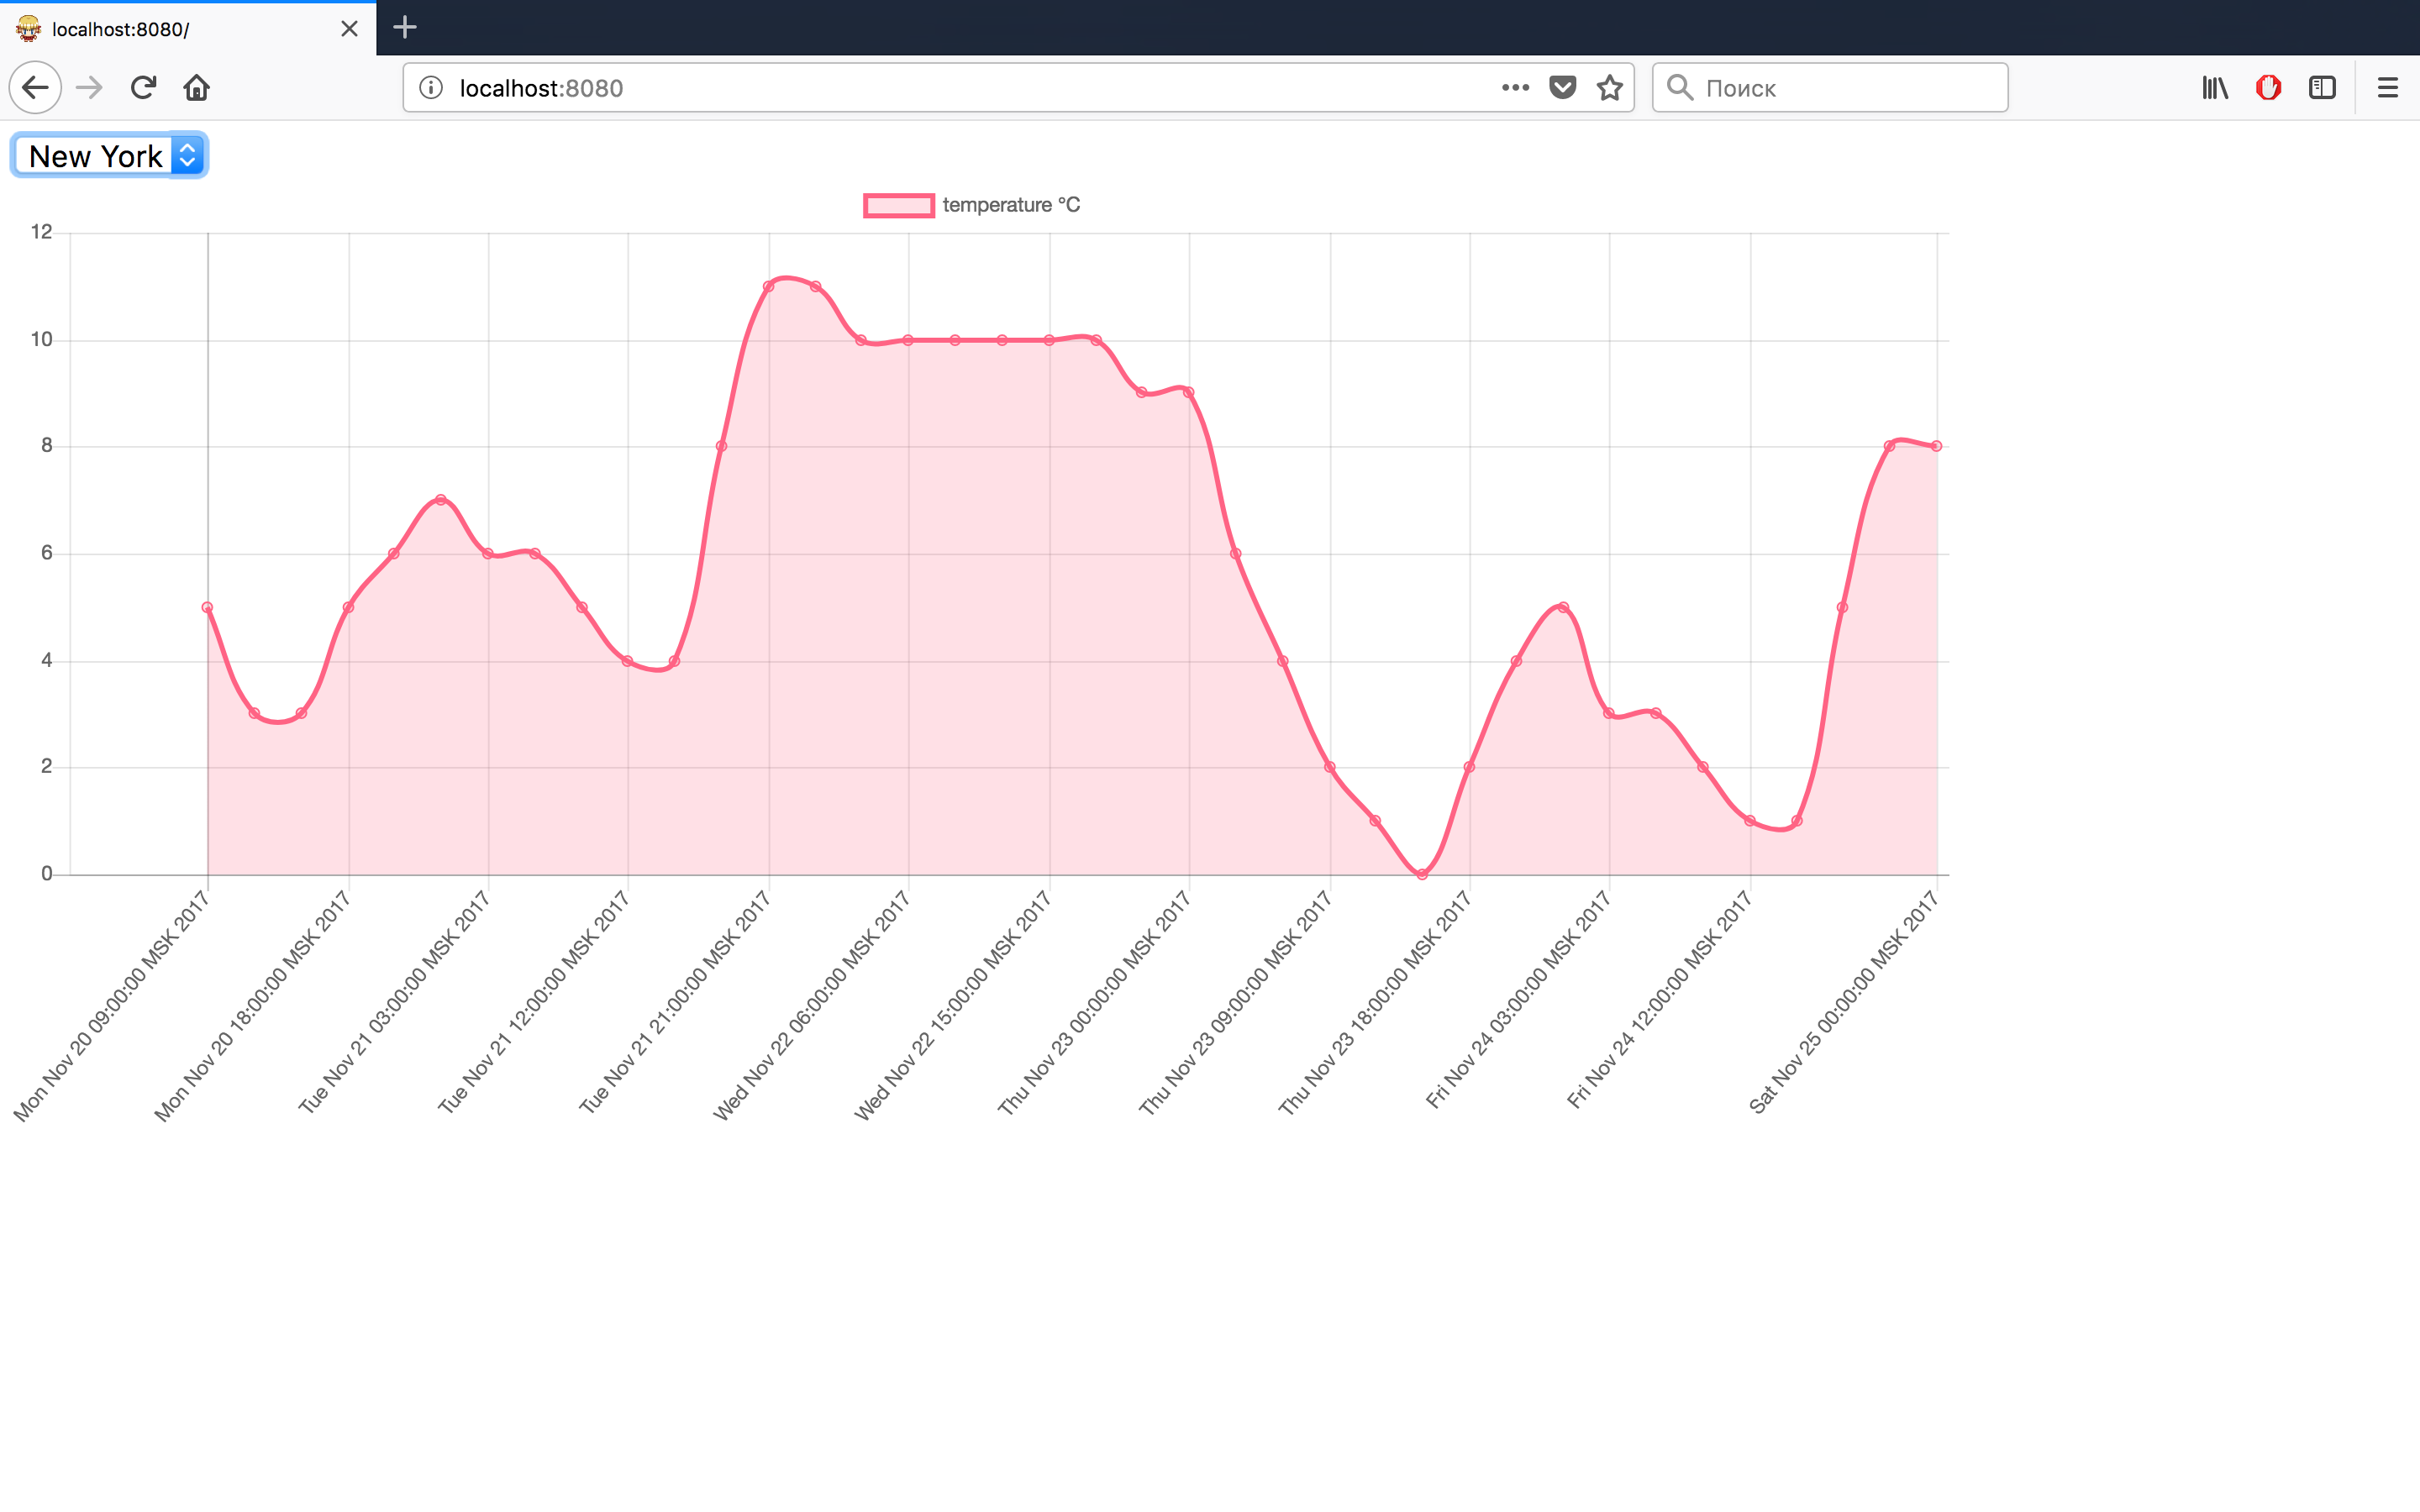 localhost:8080/
localhost:8080
Поиск
New York
temperature °C
12
10
8
6
4
2
0
Mon Nov 20 09:00:00 MSK 2017
Mon Nov 20 18:00:00 MSK 2017
Tue Nov 21 03:00:00 MSK 2017
Tue Nov 21 12:00:00 MSK 2017
Tue Nov 21 21:00:00 MSK 2017
Wed Nov 22 06:00:00 MSK 2017
Wed Nov 22 15:00:00 MSK 2017
Thu Nov 23 00:00:00 MSK 2017
Thu Nov 23 09:00:00 MSK 2017
Thu Nov 23 18:00:00 MSK 2017
Fri Nov 24 03:00:00 MSK 2017
Fri Nov 24 12:00:00 MSK 2017
Sat Nov 25 00:00:00 MSK 2017